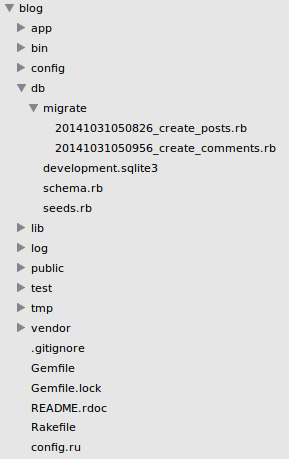 blog
app
bin
config
db
migrate
20141031050826_create_posts.rb
20141031050956_create_comments.rb
development.sqlite3
schema.rb
seeds.rb
lib
log
public
test
tmp
vendor
.gitignore
Gemfile
Gemfile.lock
README.rdoc
Rakefile
config.ru